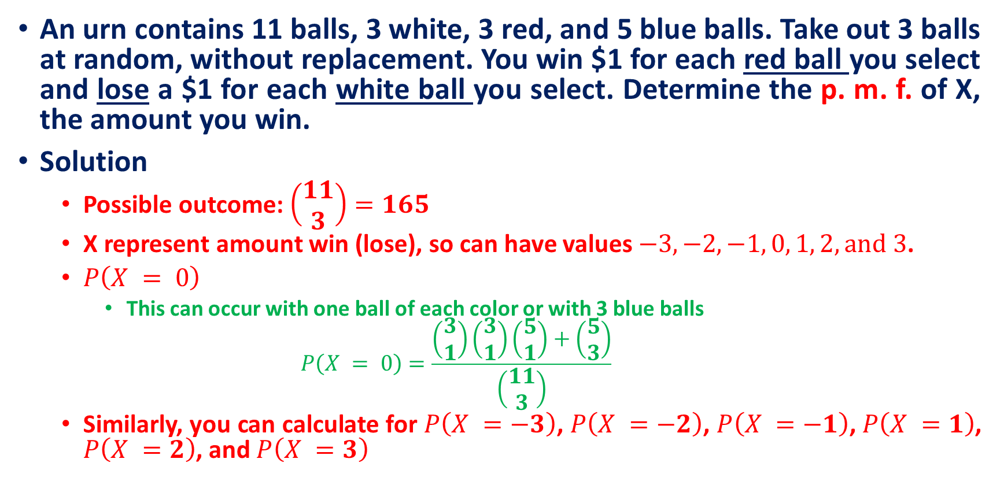 • An urn contains 11 balls, 3 white, 3 red, and 5 blue balls. Take out 3 balls
at random, without replacement. You win $1 for each red ball you select
and lose a $1 for each white ball you select. Determine the p. m. f. of X,
the amount you win.
• Solution
• Possible outcome: \binom{11}{3} = 165
• X represent amount win (lose), so can have values −3, −2, −1, 0, 1, 2, and 3.
• P(X = 0)
• This can occur with one ball of each color or with 3 blue balls
P(X = 0) = \frac{\binom{3}{1}\binom{3}{1}\binom{5}{1} + \binom{5}{3}}{\binom{11}{3}}
• Similarly, you can calculate for P(X = −3), P(X = −2), P(X = −1), P(X = 1),
P(X = 2), and P(X = 3)